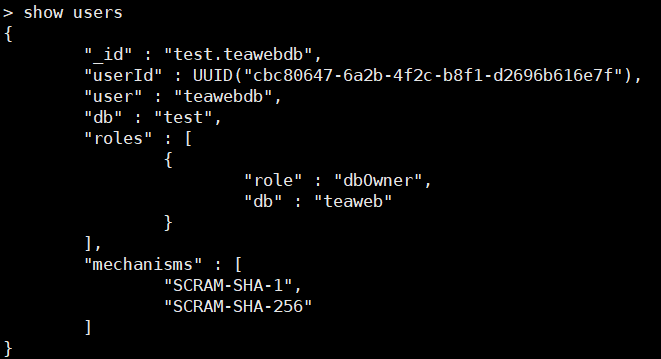 > show users
{
        "_id" : "test.teawebdb",
        "userId" : UUID("cbc80647-6a2b-4f2c-b8f1-d2696b616e7f"),
        "user" : "teawebdb",
        "db" : "test",
        "roles" : [
                {
                        "role" : "dbOwner",
                        "db" : "teaweb"
                }
        ],
        "mechanisms" : [
                "SCRAM-SHA-1",
                "SCRAM-SHA-256"
        ]
}